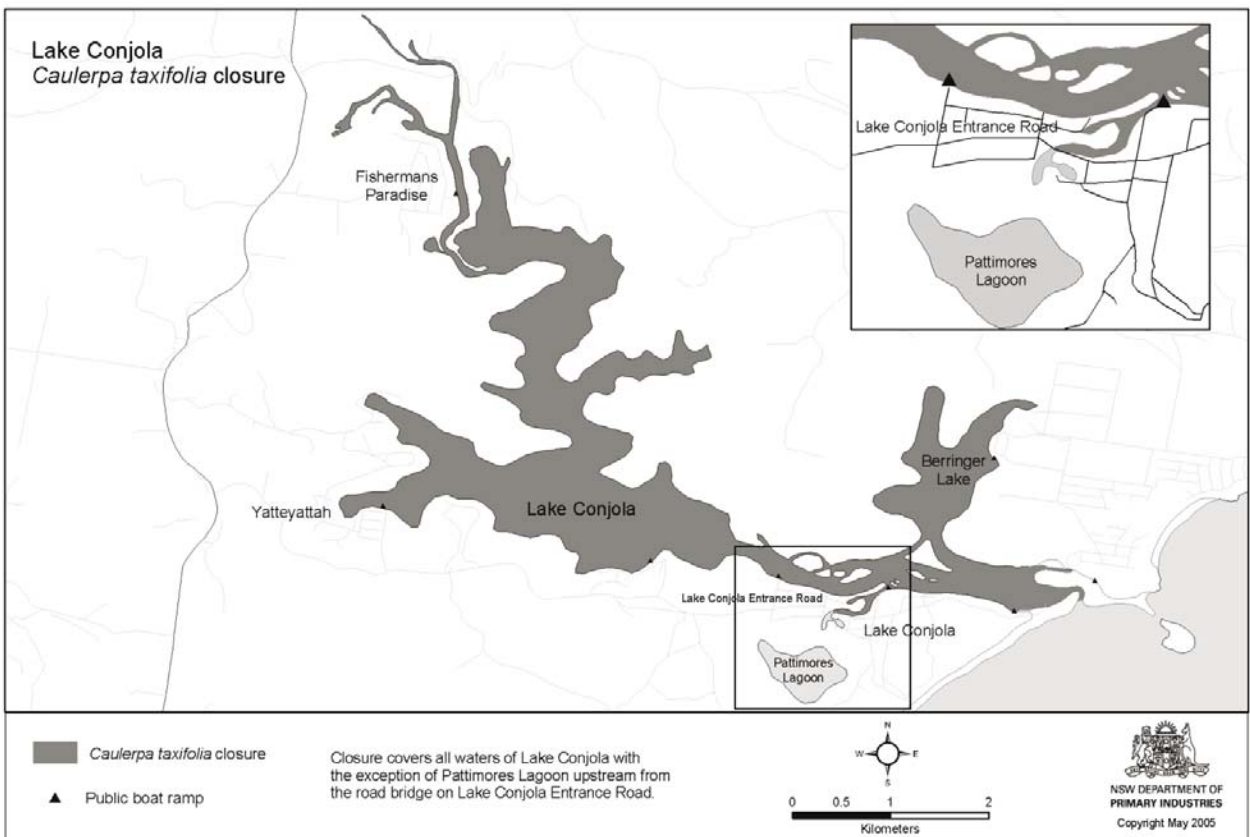 Lake Conjola
Caulerpa taxifolia closure
Lake Conjola Entrance Road
Pattimores
Lagoon
Fishermans
Paradise
Berringer
Lake
Yatteyattah
Lake Conjola
Lake Conjola Entrance Road
Lake Conjola
Pattimores
Lagoon
Caulerpa taxifolia closure
Public boat ramp
Closure covers all waters of Lake Conjola with
the exception of Pattimores Lagoon upstream from
the road bridge on Lake Conjola Entrance Road.
N
W E
S
0 0.5 1 2
Kilometers
NSW DEPARTMENT OF
PRIMARY INDUSTRIES
Copyright May 2005